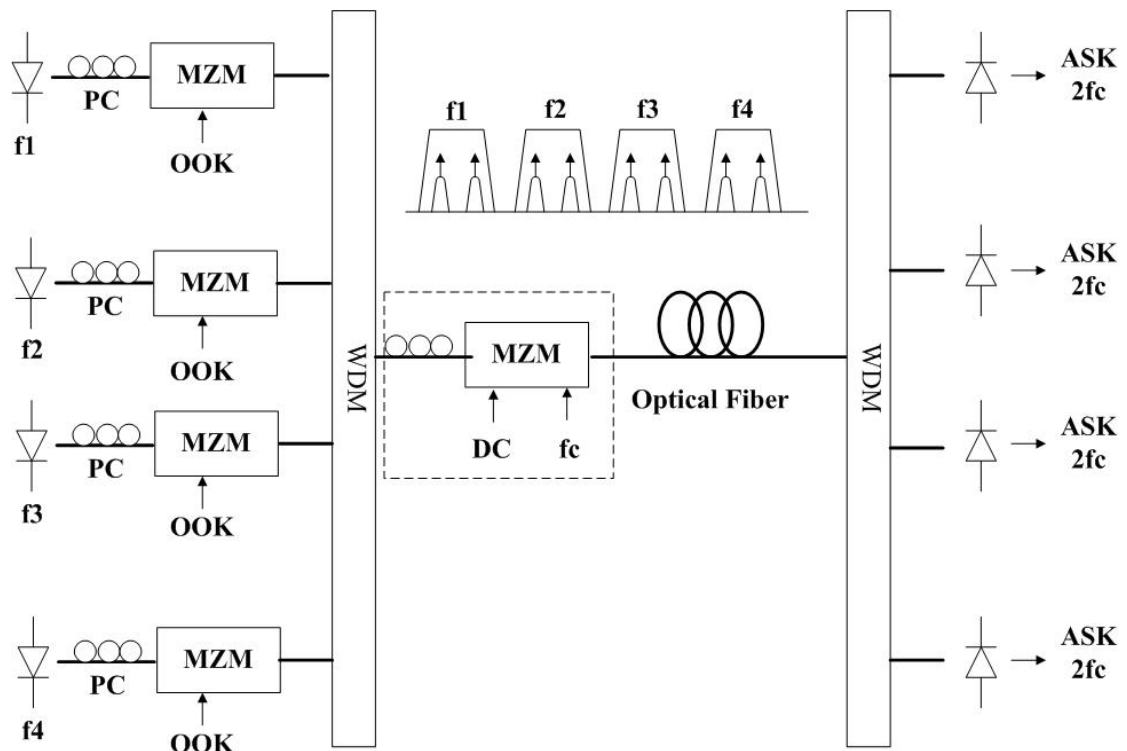 MZM
PC
f1
OOK
MZM
PC
f2
OOK
MZM
PC
f3
OOK
MZM
PC
f4
OOK
WDM
f1 f2 f3 f4
MZM
DC fc
Optical Fiber
WDM
ASK
2fc
ASK
2fc
ASK
2fc
ASK
2fc